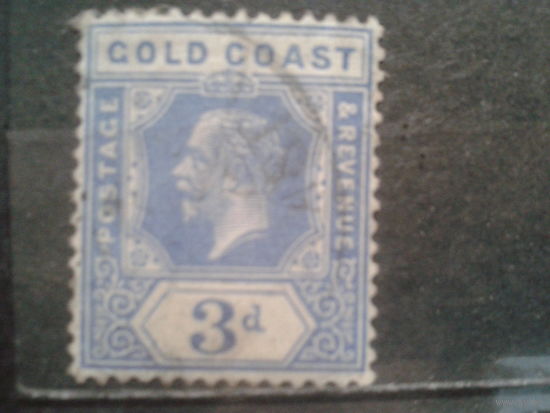 GOLD COAST
POSTAGE
& REVENUE
3d